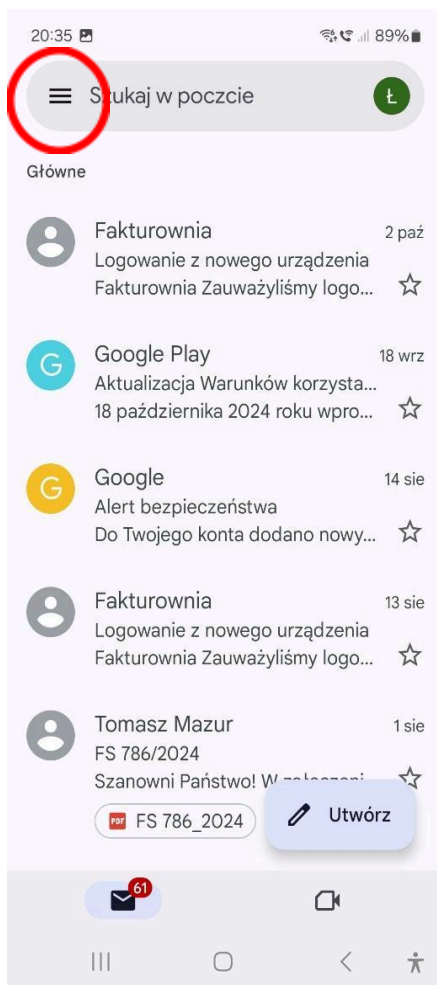 20:35 89%
Szukaj w poczcie Ł
Główne
Fakturownia 2 paź
Logowanie z nowego urządzenia
Fakturownia Zauważyliśmy logo...
G Google Play 18 wrz
Aktualizacja Warunków korzysta...
18 października 2024 roku wpro...
G Google 14 sie
Alert bezpieczeństwa
Do Twojego konta dodano nowy...
Fakturownia 13 sie
Logowanie z nowego urządzenia
Fakturownia Zauważyliśmy logo...
Tomasz Mazur 1 sie
FS 786/2024
Szanowni Państwo! W
PDF FS 786_2024
Utwórz
61